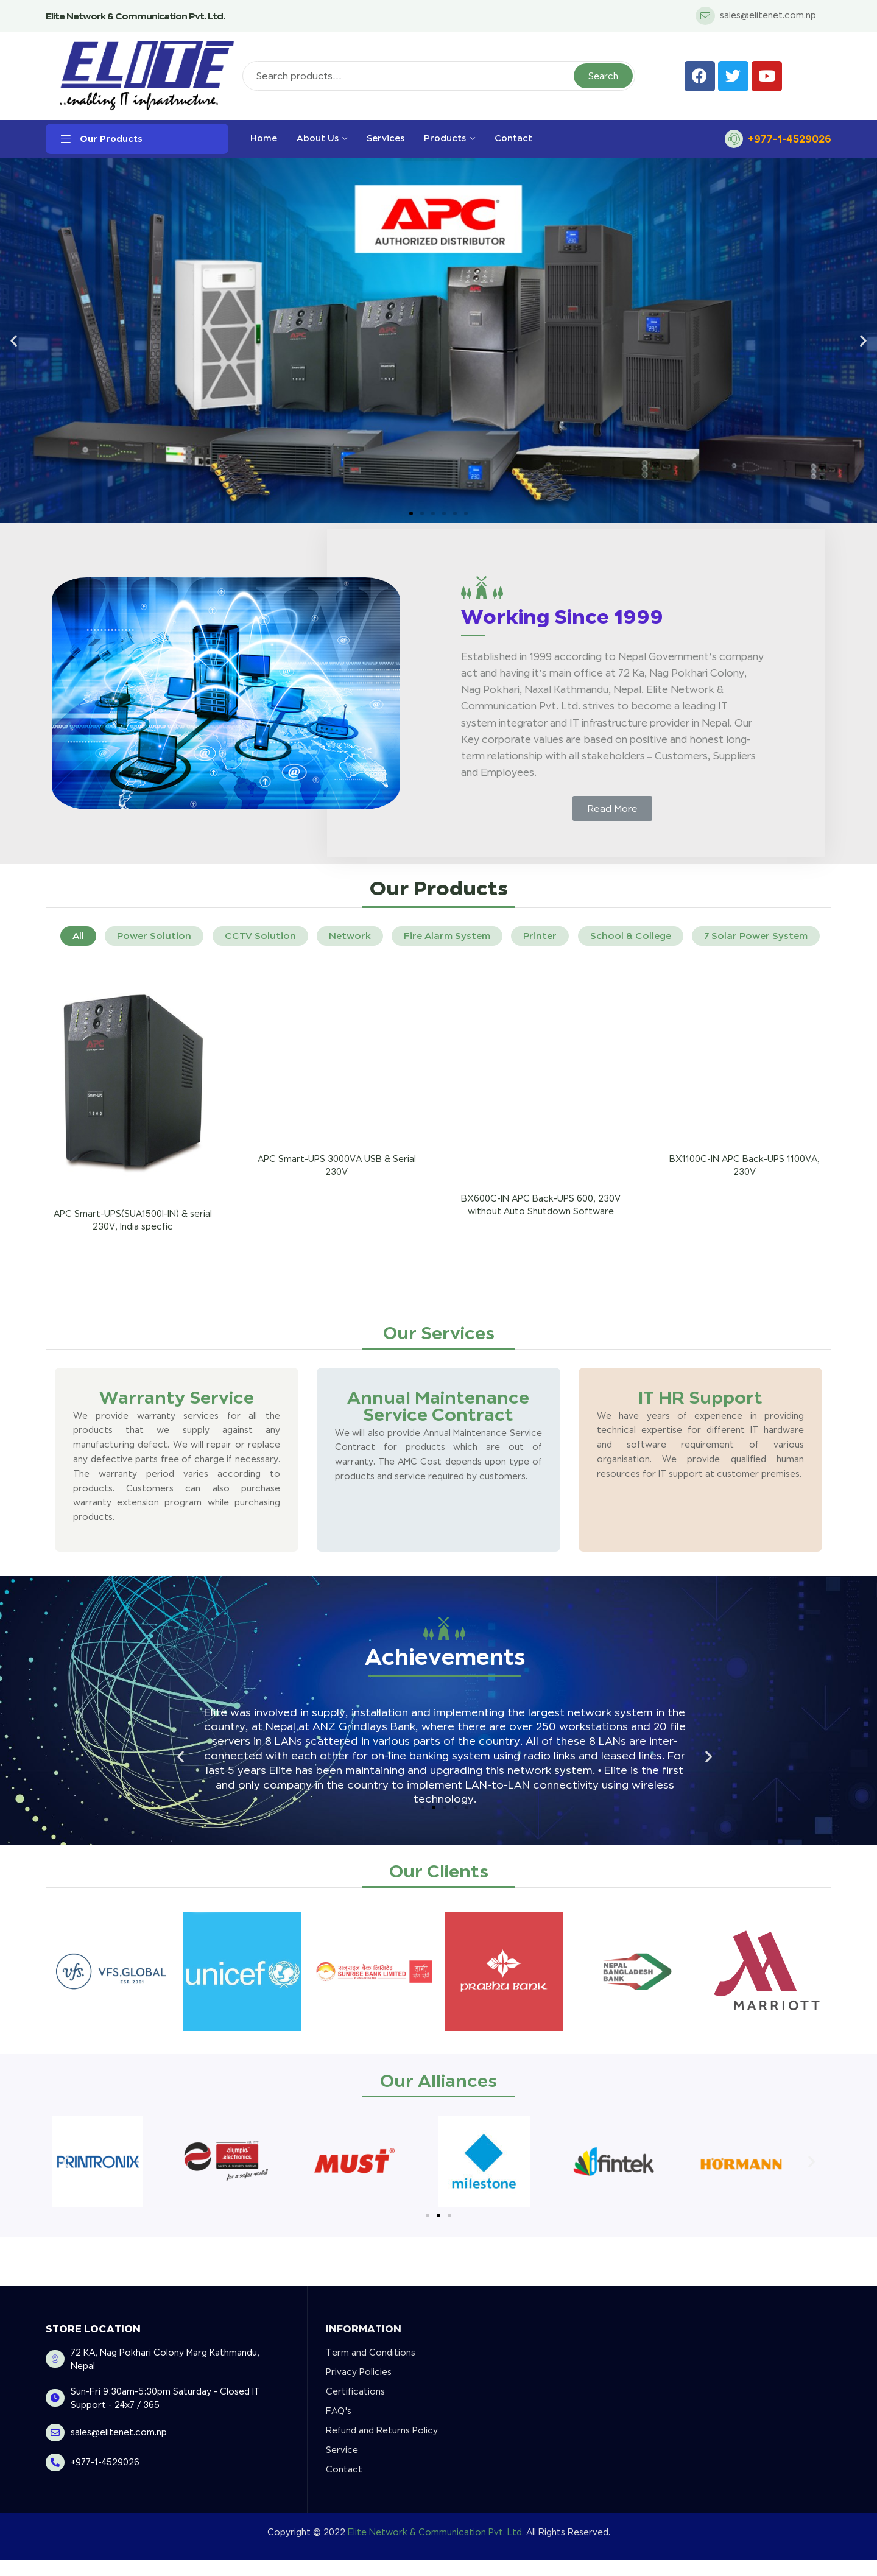 Elite Network & Communication Pvt. Ltd.
sales@elitenet.com.np
ELITE
..enabling IT infrastructure.
Search products...
Search
Our Products
Home
About Us
Services
Products
Contact
+977-1-4529026
APC
AUTHORIZED DISTRIBUTOR
Working Since 1999
Established in 1999 according to Nepal Government's company
act and having it's main office at 72 Ka, Nag Pokhari Colony,
Nag Pokhari, Naxal Kathmandu, Nepal. Elite Network &
Communication Pvt. Ltd. strives to become a leading IT
system integrator and IT infrastructure provider in Nepal. Our
Key corporate values are based on positive and honest long-
term relationship with all stakeholders – Customers, Suppliers
and Employees.
Read More
Our Products
All
Power Solution
CCTV Solution
Network
Fire Alarm System
Printer
School & College
7 Solar Power System
APC Smart-UPS 3000VA USB & Serial
230V
BX1100C-IN APC Back-UPS 1100VA,
230V
BX600C-IN APC Back-UPS 600, 230V
without Auto Shutdown Software
APC Smart-UPS(SUA1500I-IN) & serial
230V, India specfic
Our Services
Warranty Service
We provide warranty services for all the
products that we supply against any
manufacturing defect. We will repair or replace
any defective parts free of charge if necessary.
The warranty period varies according to
products. Customers can also purchase
warranty extension program while purchasing
products.
Annual Maintenance
Service Contract
We will also provide Annual Maintenance Service
Contract for products which are out of
warranty. The AMC Cost depends upon type of
products and service required by customers.
IT HR Support
We have years of experience in providing
technical expertise for different IT hardware
and software requirement of various
organisation. We provide qualified human
resources for IT support at customer premises.
Achievements
Elite was involved in supply, installation and implementing the largest network system in the
country, at Nepal at ANZ Grindlays Bank, where there are over 250 workstations and 20 file
servers in 8 LANs scattered in various parts of the country. All of these 8 LANs are inter-
connected with each other for on-line banking system using radio links and leased lines. For
last 5 years Elite has been maintaining and upgrading this network system. • Elite is the first
and only company in the country to implement LAN-to-LAN connectivity using wireless
technology.
Our Clients
vfs.
VFS.GLOBAL
EST. 2001
unicef
सनराइज बैंक लिमिटेड
SUNRISE BANK LIMITED
PRABHU BANK
NEPAL
BANGLADESH
BANK
MARRIOTT
Our Alliances
PRINTRONIX
olympia
electronics.
for a safer world
MUST
milestone
fintek
HÖRMANN
STORE LOCATION
72 KA, Nag Pokhari Colony Marg Kathmandu,
Nepal
Sun-Fri 9:30am-5:30pm Saturday - Closed IT
Support - 24x7 / 365
sales@elitenet.com.np
+977-1-4529026
INFORMATION
Term and Conditions
Privacy Policies
Certifications
FAQ's
Refund and Returns Policy
Service
Contact
Copyright © 2022 Elite Network & Communication Pvt. Ltd. All Rights Reserved.